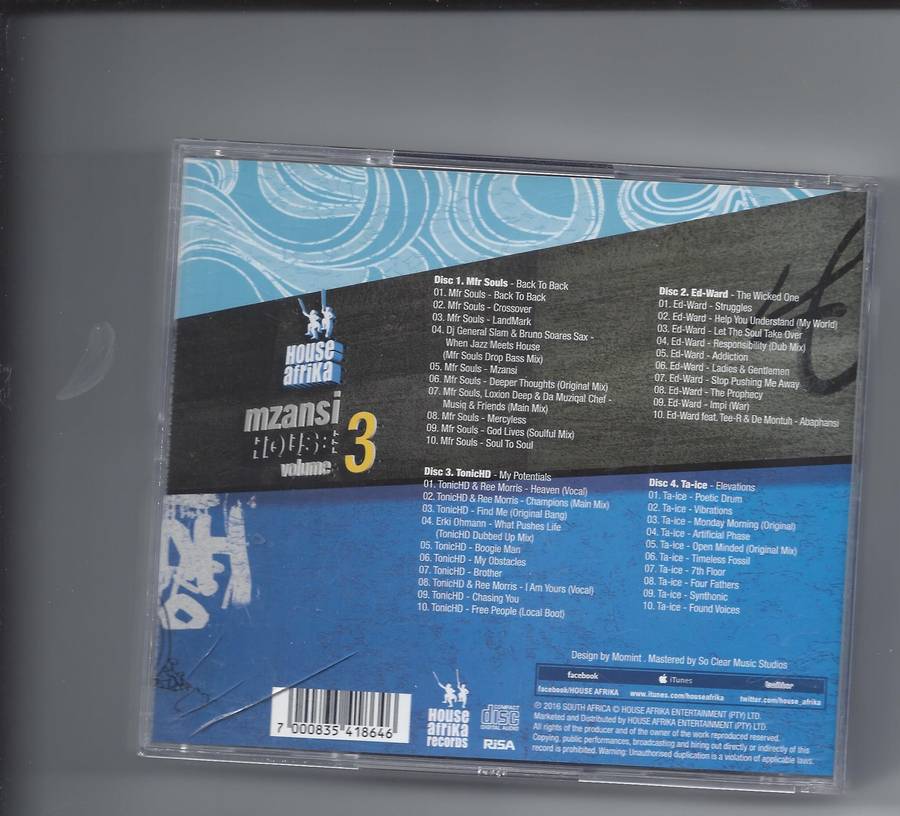 House
afrika
mzansi
HOUSE
volume 3
Disc 1. Mfr Souls - Back To Back
01. Mfr Souls - Back To Back
02. Mfr Souls - Crossover
03. Mfr Souls - LandMark
04. Dj General Slam & Bruno Soares Sax -
When Jazz Meets House
(Mfr Souls Drop Bass Mix)
05. Mfr Souls - Mzansi
06. Mfr Souls - Deeper Thoughts (Original Mix)
07. Mfr Souls, Loxion Deep & Da Muziqal Chef -
Musiq & Friends (Main Mix)
08. Mfr Souls - Mercyless
09. Mfr Souls - God Lives (Soulful Mix)
10. Mfr Souls - Soul To Soul
Disc 2. Ed-Ward - The Wicked One
01. Ed-Ward - Struggles
02. Ed-Ward - Help You Understand (My World)
03. Ed-Ward - Let The Soul Take Over
04. Ed-Ward - Responsibility (Dub Mix)
05. Ed-Ward - Addiction
06. Ed-Ward - Ladies & Gentlemen
07. Ed-Ward - Stop Pushing Me Away
08. Ed-Ward - The Prophecy
09. Ed-Ward - Impi (War)
10. Ed-Ward feat. Tee-R & De Montuh - Abaphansi
Disc 3. TonicHD - My Potentials
01. TonicHD & Ree Morris - Heaven (Vocal)
02. TonicHD & Ree Morris - Champions (Main Mix)
03. TonicHD - Find Me (Original Bang)
04. Erki Ohmann - What Pushes Life
(TonicHD Dubbed Up Mix)
05. TonicHD - Boogie Man
06. TonicHD - My Obstacles
07. TonicHD - Brother
08. TonicHD & Ree Morris - I Am Yours (Vocal)
09. TonicHD - Chasing You
10. TonicHD - Free People (Local Boot)
Disc 4. Ta-ice - Elevations
01. Ta-ice - Poetic Drum
02. Ta-ice - Vibrations
03. Ta-ice - Monday Morning (Original)
04. Ta-ice - Artificial Phase
05. Ta-ice - Open Minded (Original Mix)
06. Ta-ice - Timeless Fossil
07. Ta-ice - 7th Floor
08. Ta-ice - Four Fathers
09. Ta-ice - Synthonic
10. Ta-ice - Found Voices
Design by Momint . Mastered by So Clear Music Studios
facebook iTunes twitter
facebook/HOUSE AFRIKA www.itunes.com/houseafrika twitter.com/house_afrika
7 000835 418646
House
afrika
records
COMPACT
disc
DIGITAL AUDIO
RiSA
℗ 2016 SOUTH AFRICA © HOUSE AFRIKA ENTERTAINMENT (PTY) LTD.
Marketed and Distributed by HOUSE AFRIKA ENTERTAINMENT (PTY) LTD.
All rights of the producer and of the owner of the work reproduced reserved.
Copying, public performances, broadcasting and hiring out directly or indirectly of this
record is prohibited. Warning: Unauthorised duplication is a violation of applicable laws.